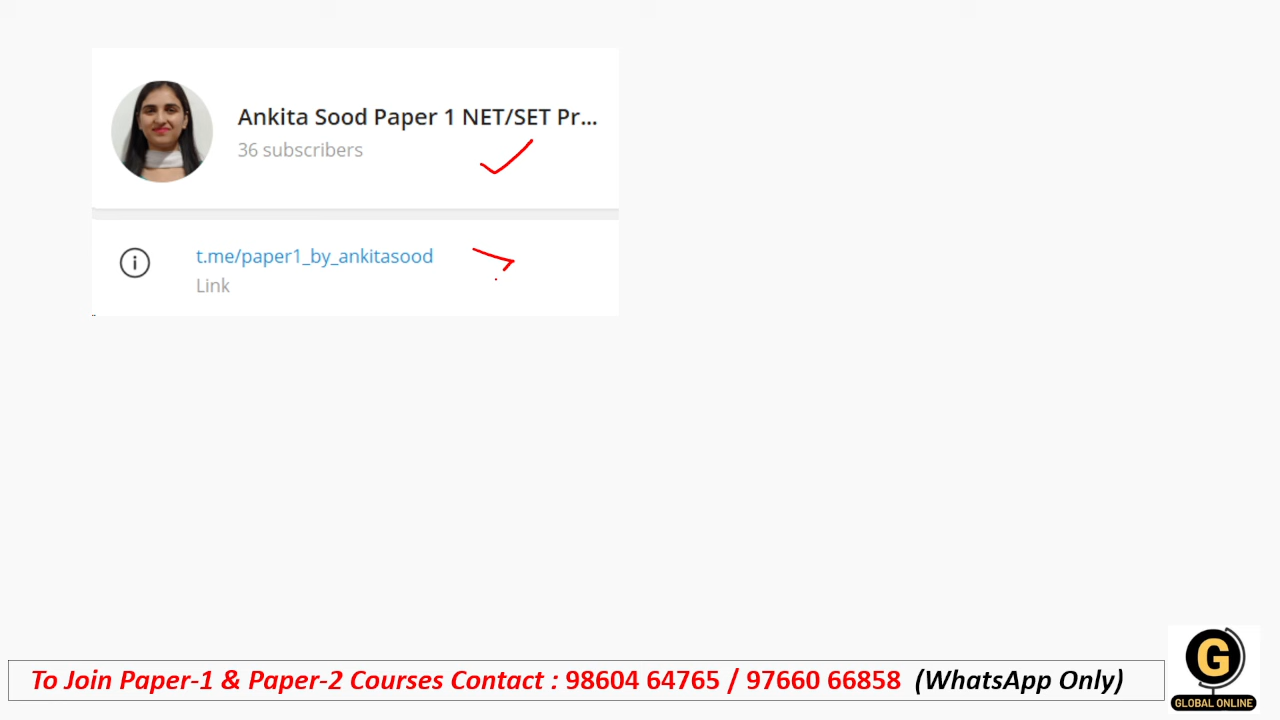 Ankita Sood Paper 1 NET/SET Pr...
36 subscribers
t.me/paper1_by_ankitasood
Link
To Join Paper-1 & Paper-2 Courses Contact : 98604 64765 / 97660 66858 (WhatsApp Only)
G
GLOBAL ONLINE